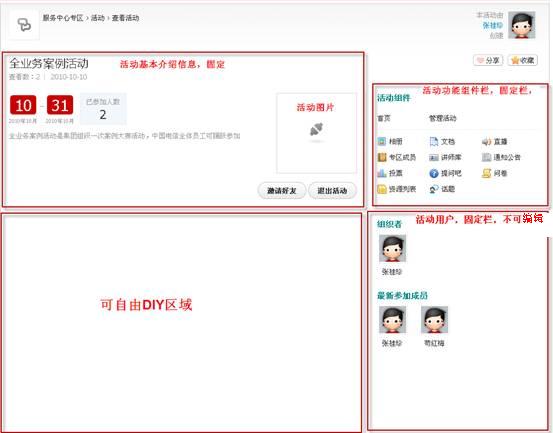 服务中心专区 > 活动 > 查看活动
本活动由
张挂珍
创建
分享 收藏
全业务案例活动
活动基本介绍信息，固定
查看数：2 | 2010-10-10
10 - 31
2010年10月 2010年10月
已参加人数
2
活动图片
全业务案例活动是集团组织一次案例大赛活动，中国电信全体员工可踊跃参加
邀请好友 退出活动
活动功能组件栏，固定栏，
活动组件
首页 管理活动
相册 文档 直播
专区成员 讲师库 通知公告
投票 提问吧 问卷
资源列表 话题
可自由DIY区域
活动用户，固定栏，不可编辑
组织者
张挂珍
最新参加成员
张挂珍 苟红梅